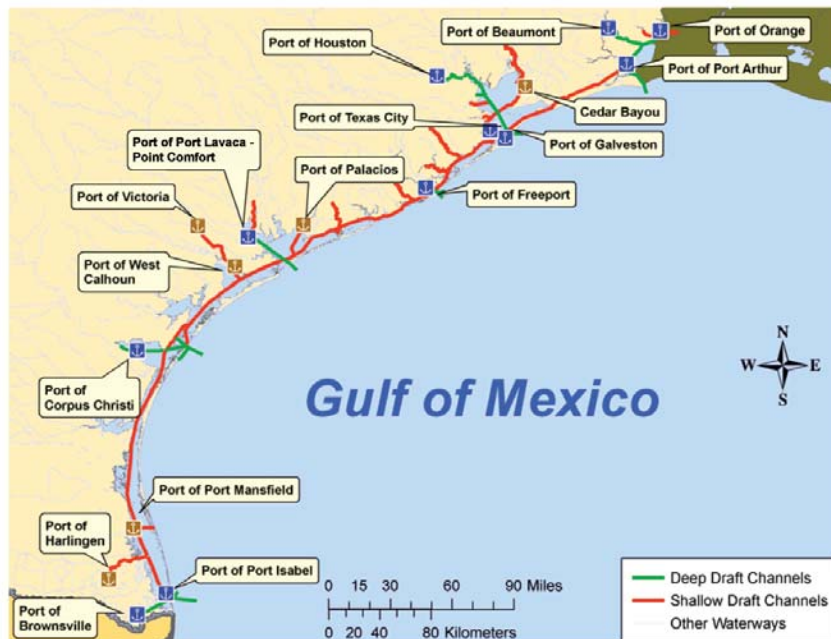 Port of Beaumont
Port of Orange
Port of Houston
Port of Port Arthur
Cedar Bayou
Port of Texas City
Port of Galveston
Port of Port Lavaca -
Point Comfort
Port of Palacios
Port of Freeport
Port of Victoria
Port of West
Calhoun
N
W E
S
Gulf of Mexico
Port of
Corpus Christi
Port of Port Mansfield
Port of
Harlingen
Port of Port Isabel
Port of
Brownsville
0 15 30 60 90 Miles
0 20 40 80 Kilometers
Deep Draft Channels
Shallow Draft Channels
Other Waterways